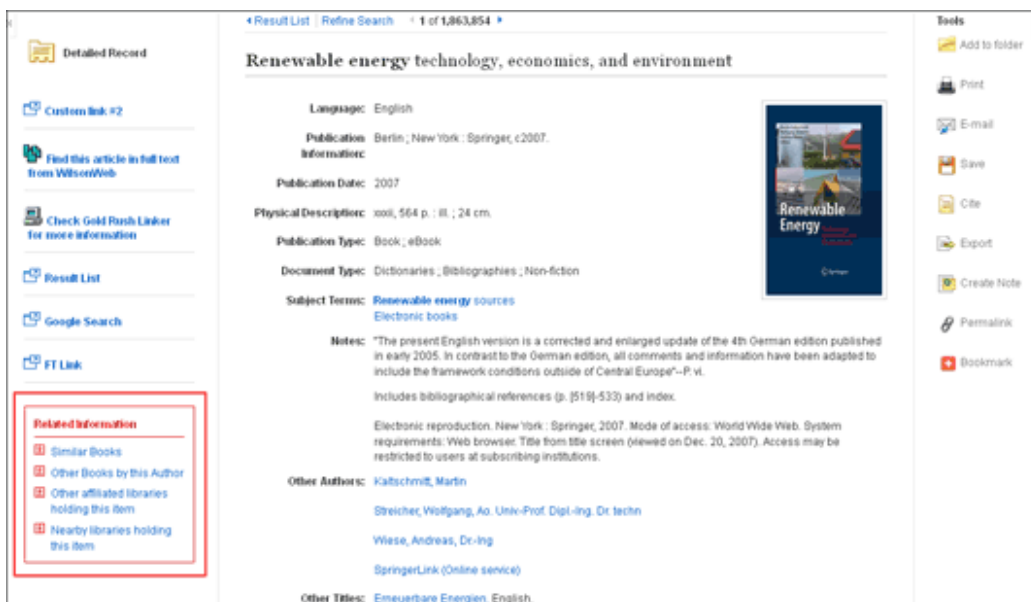 Detailed Record
Custom link #2
Find this article in full text
from WilsonWeb
Check Gold Rush Linker
for more information
Result List
Google Search
FT Link
Related Information
Similar Books
Other Books by this Author
Other affiliated libraries
holding this item
Nearby libraries holding
this item
Result List Refine Search 1 of 1,863,854
Renewable energy technology, economics, and environment
Language: English
Publication Information: Berlin ; New York : Springer, c2007.
Publication Date: 2007
Physical Description: xxxii, 564 p. : ill. ; 24 cm.
Publication Type: Book ; eBook
Document Type: Dictionaries ; Bibliographies ; Non-fiction
Subject Terms: Renewable energy sources
Electronic books
Notes: "The present English version is a corrected and enlarged update of the 4th German edition published
in early 2005. In contrast to the German edition, all comments and information have been adapted to
include the framework conditions outside of Central Europe"--P. vi.
Includes bibliographical references (p. [519]-533) and index.
Electronic reproduction. New York : Springer, 2007. Mode of access: World Wide Web. System
requirements: Web browser. Title from title screen (viewed on Dec. 20, 2007). Access may be
restricted to users at subscribing institutions.
Other Authors: Kaltschmitt, Martin
Streicher, Wolfgang, Ao. Univ-Prof. Dipl.-Ing. Dr. techn
Wiese, Andreas, Dr.-Ing
SpringerLink (Online service)
Other Titles: Erneuerbare Energien. English.
Renewable
Energy
Springer
Tools
Add to folder
Print
E-mail
Save
Cite
Export
Create Note
Permalink
Bookmark